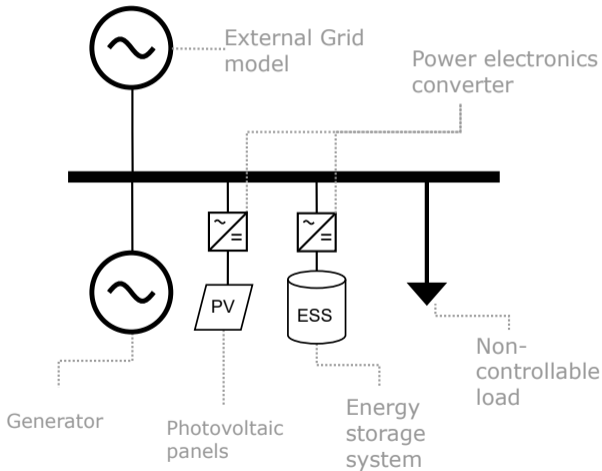 External Grid
model
Power electronics
converter
PV
ESS
Generator
Photovoltaic
panels
Energy
storage
system
Non-
controllable
load